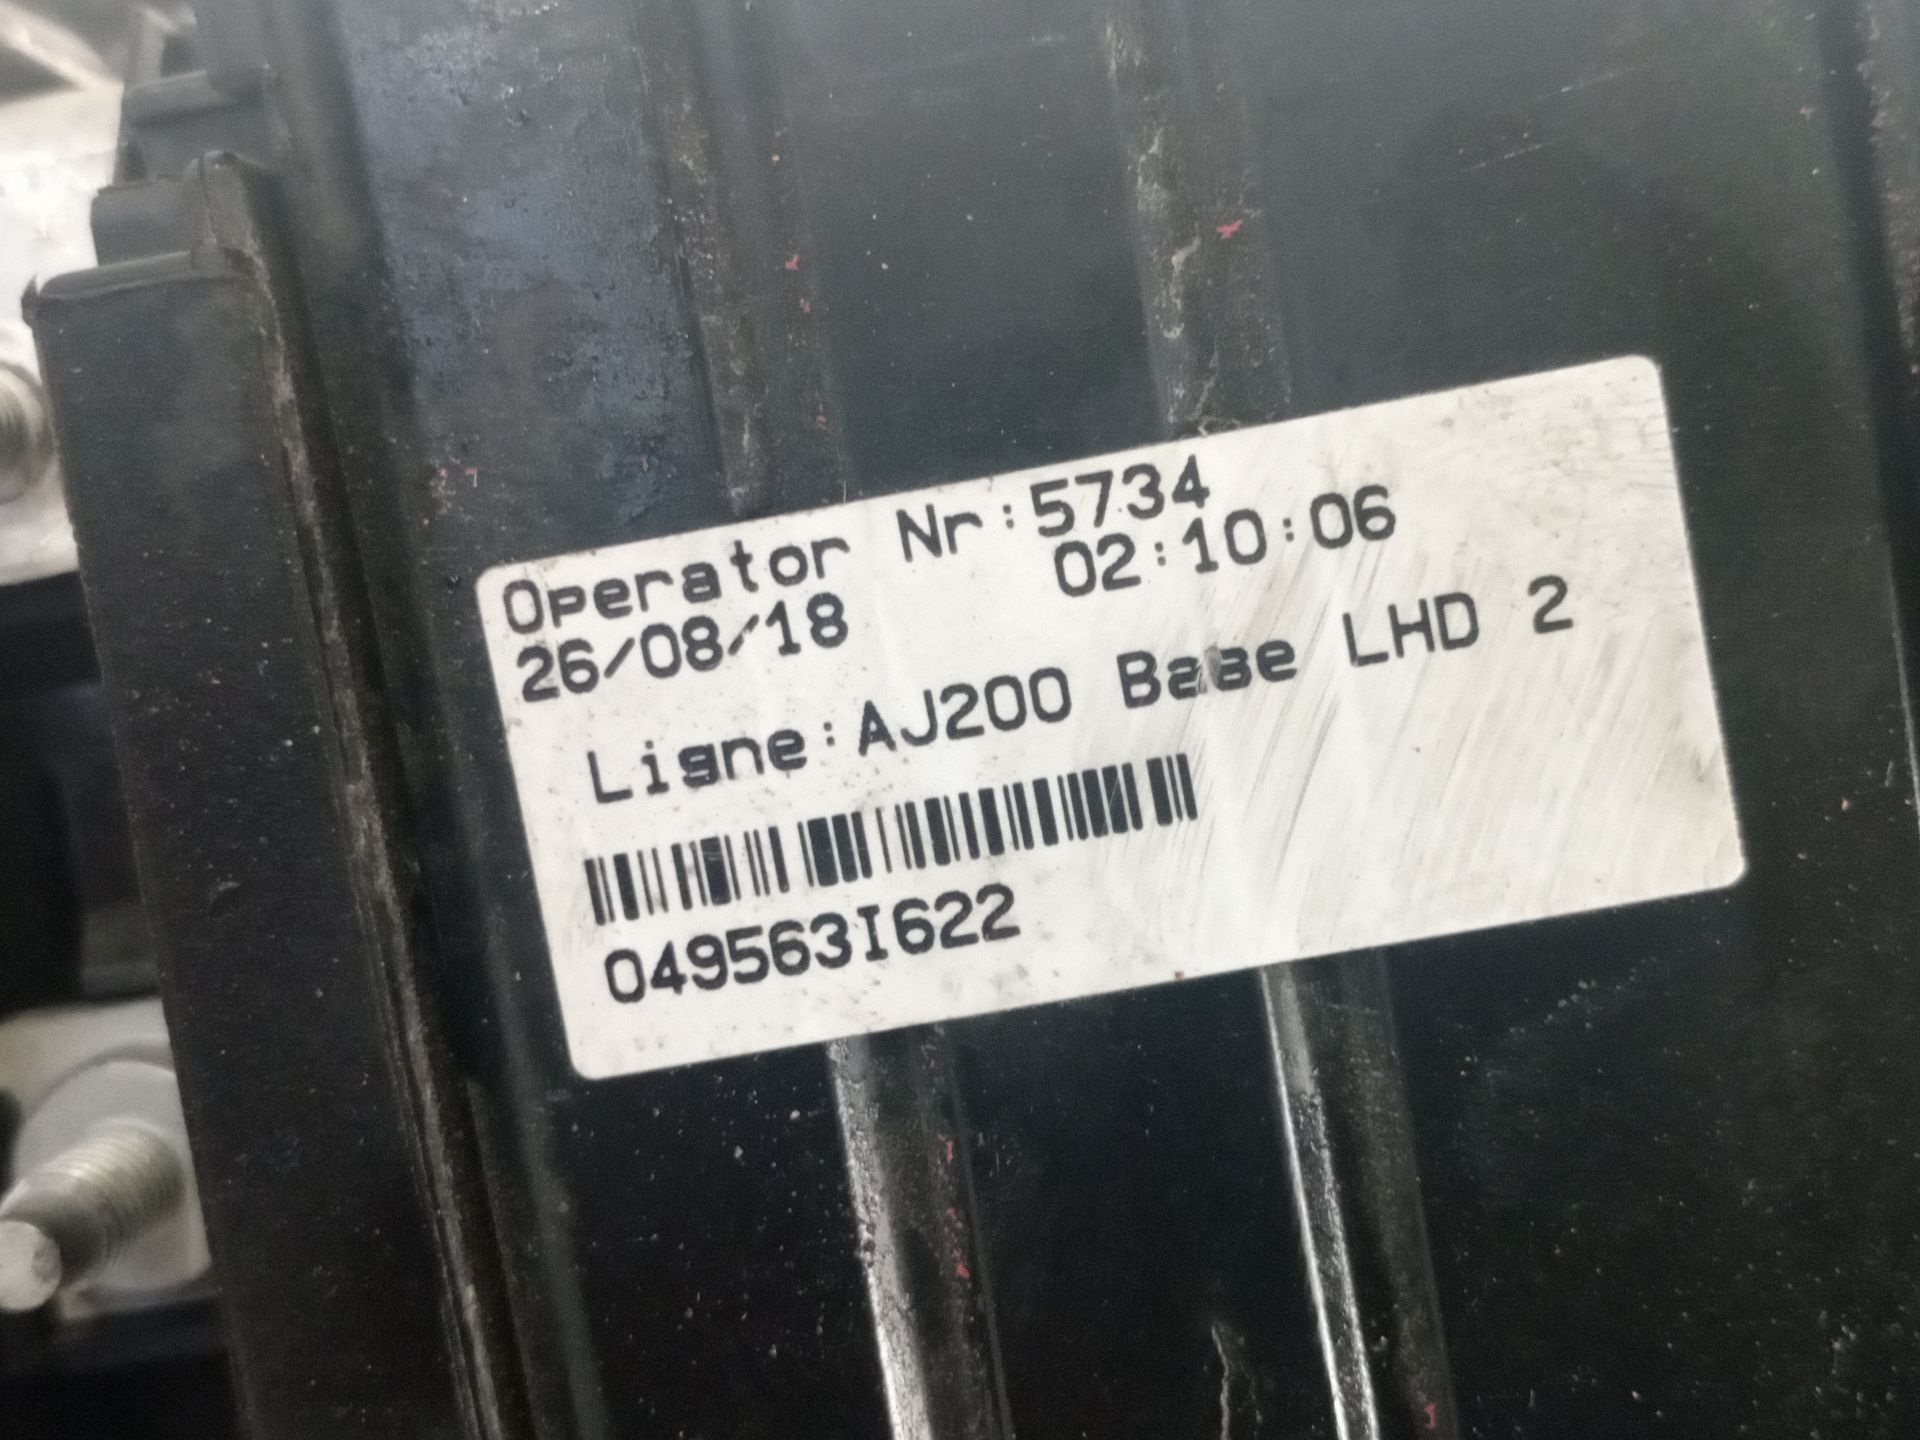 Operator Nr:5734
26/08/18 02:10:06
Ligne:AJ200 Base LHD 2
049563I622